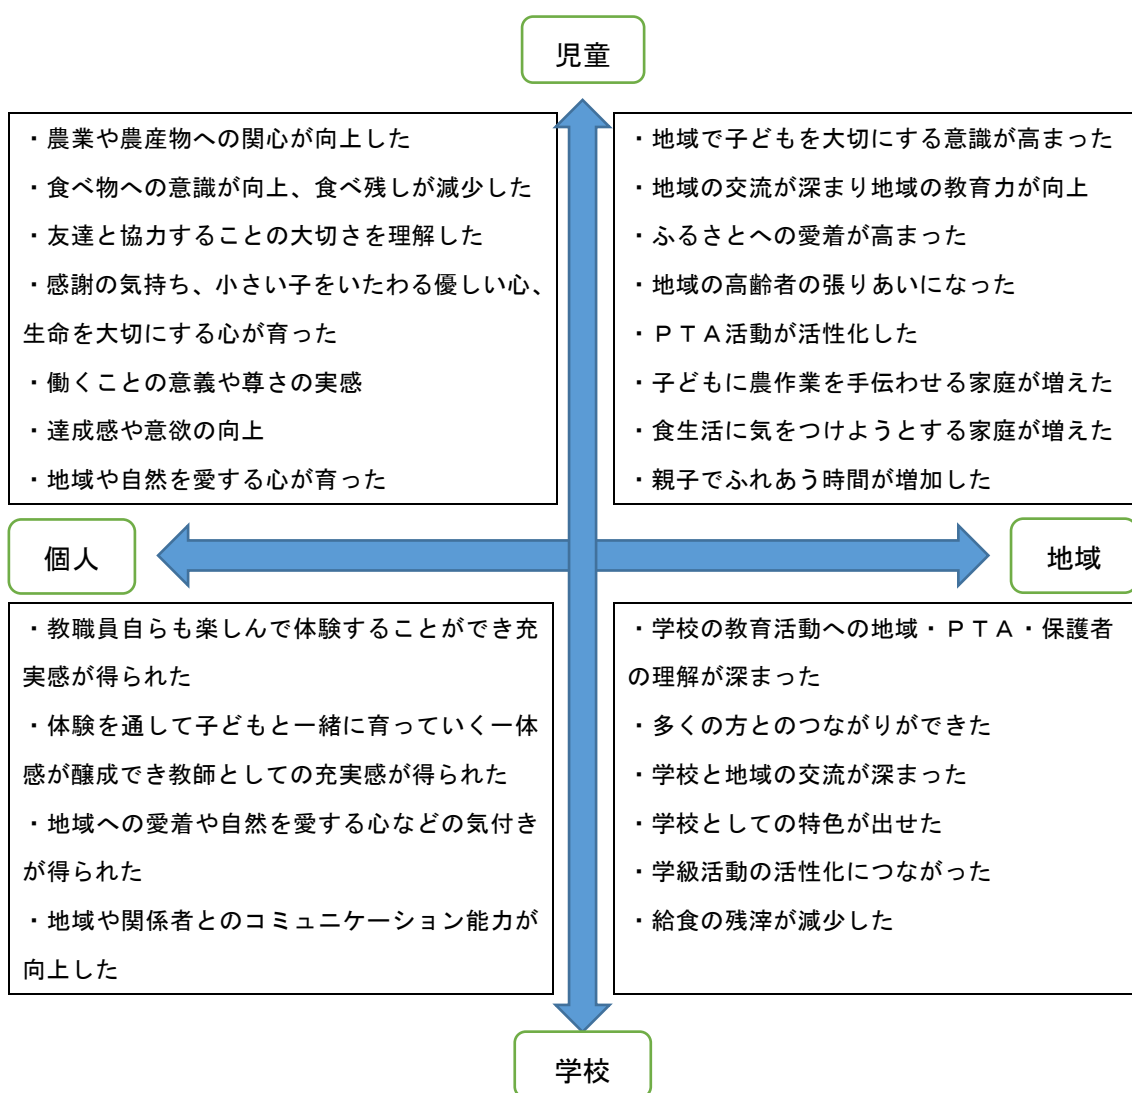 児童
・農業や農産物への関心が向上した
・食べ物への意識が向上、食べ残しが減少した
・友達と協力することの大切さを理解した
・感謝の気持ち、小さい子をいたわる優しい心、
生命を大切にする心が育った
・働くことの意義や尊さの実感
・達成感や意欲の向上
・地域や自然を愛する心が育った
・地域で子どもを大切にする意識が高まった
・地域の交流が深まり地域の教育力が向上
・ふるさとへの愛着が高まった
・地域の高齢者の張りあいになった
・ＰＴＡ活動が活性化した
・子どもに農作業を手伝わせる家庭が増えた
・食生活に気をつけようとする家庭が増えた
・親子でふれあう時間が増加した
個人
地域
・教職員自らも楽しんで体験することができ充
実感が得られた
・体験を通して子どもと一緒に育っていく一体
感が醸成でき教師としての充実感が得られた
・地域への愛着や自然を愛する心などの気付き
が得られた
・地域や関係者とのコミュニケーション能力が
向上した
・学校の教育活動への地域・ＰＴＡ・保護者
の理解が深まった
・多くの方とのつながりができた
・学校と地域の交流が深まった
・学校としての特色が出せた
・学級活動の活性化につながった
・給食の残滓が減少した
学校